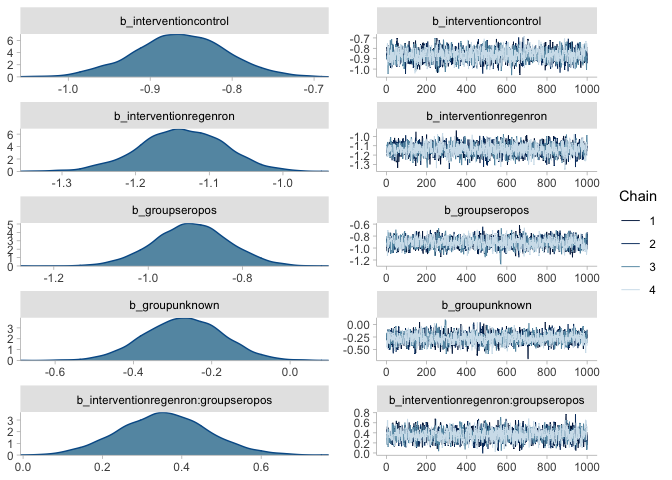 b_interventioncontrol
6
4
2
0
-1.0 -0.9 -0.8 -0.7
b_interventionregenron
6
4
2
0
-1.3 -1.2 -1.1 -1.0
b_groupseropos
5
4
3
2
1
0
-1.2 -1.0 -0.8
b_groupunknown
3
2
1
0
-0.6 -0.4 -0.2 0.0
b_interventionregenron:groupseropos
3
2
1
0
0.0 0.2 0.4 0.6
b_interventioncontrol
-0.7
-0.8
-0.9
-1.0
0 200 400 600 800 1000
b_interventionregenron
-1.0
-1.1
-1.2
-1.3
0 200 400 600 800 1000
b_groupseropos
-0.6
-0.8
-1.0
-1.2
0 200 400 600 800 1000
b_groupunknown
0.00
-0.25
-0.50
0 200 400 600 800 1000
b_interventionregenron:groupseropos
0.8
0.6
0.4
0.2
0.0
0 200 400 600 800 1000
Chain
1
2
3
4